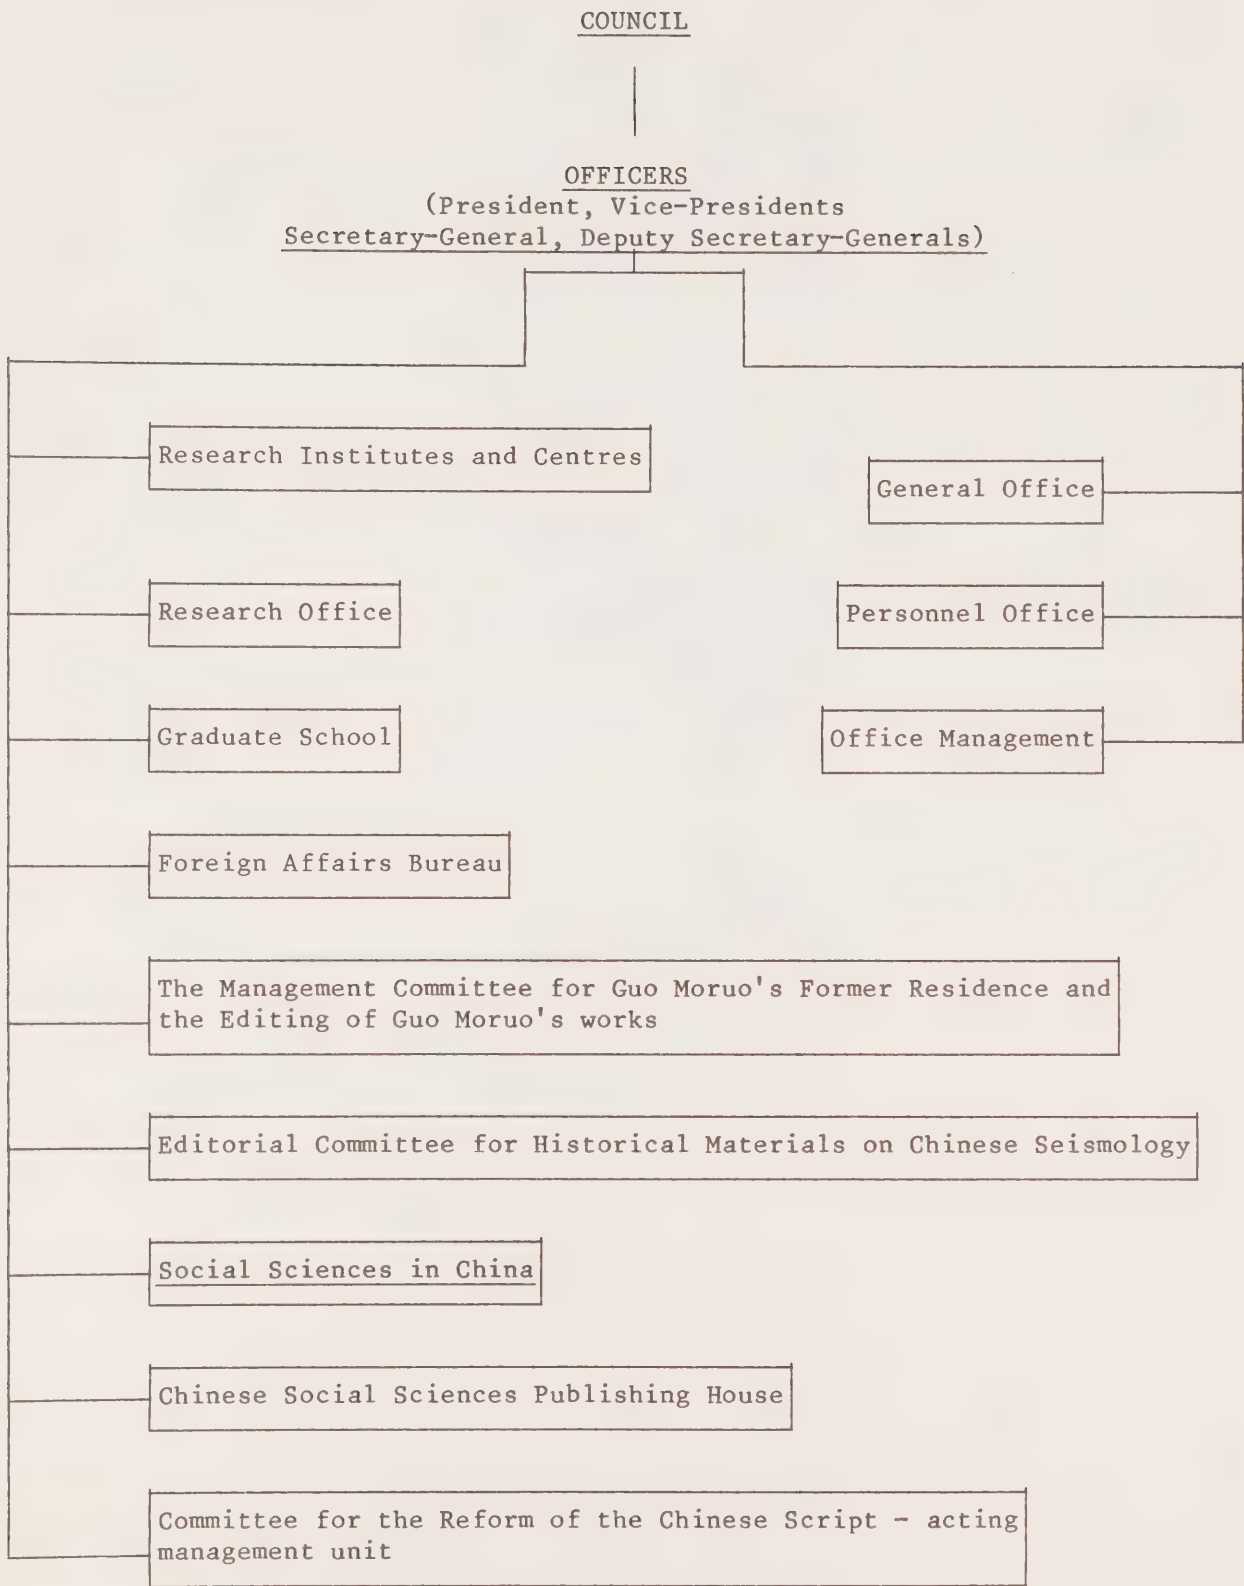 COUNCIL
OFFICERS
(President, Vice-Presidents
Secretary-General, Deputy Secretary-Generals)
Research Institutes and Centres
General Office
Research Office
Personnel Office
Graduate School
Office Management
Foreign Affairs Bureau
The Management Committee for Guo Moruo's Former Residence and
the Editing of Guo Moruo's works
Editorial Committee for Historical Materials on Chinese Seismology
Social Sciences in China
Chinese Social Sciences Publishing House
Committee for the Reform of the Chinese Script - acting
management unit